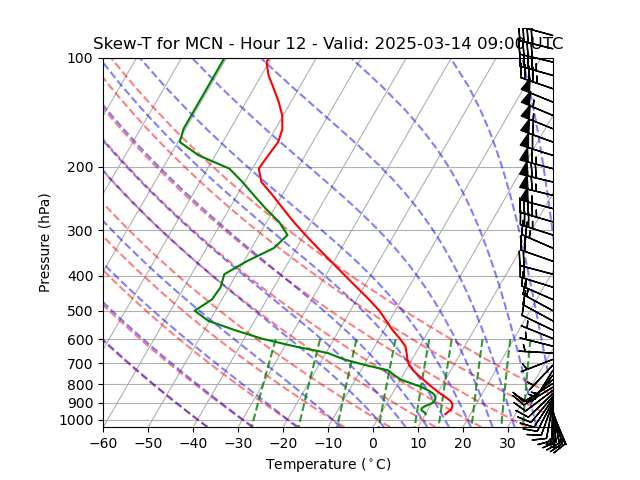 Skew-T for MCN - Hour 12 - Valid: 2025-03-14 09:00 UTC
100
200
300
400
500
600
700
800
900
1000
Pressure (hPa)
−60 −50 −40 −30 −20 −10 0 10 20 30
Temperature (°C)